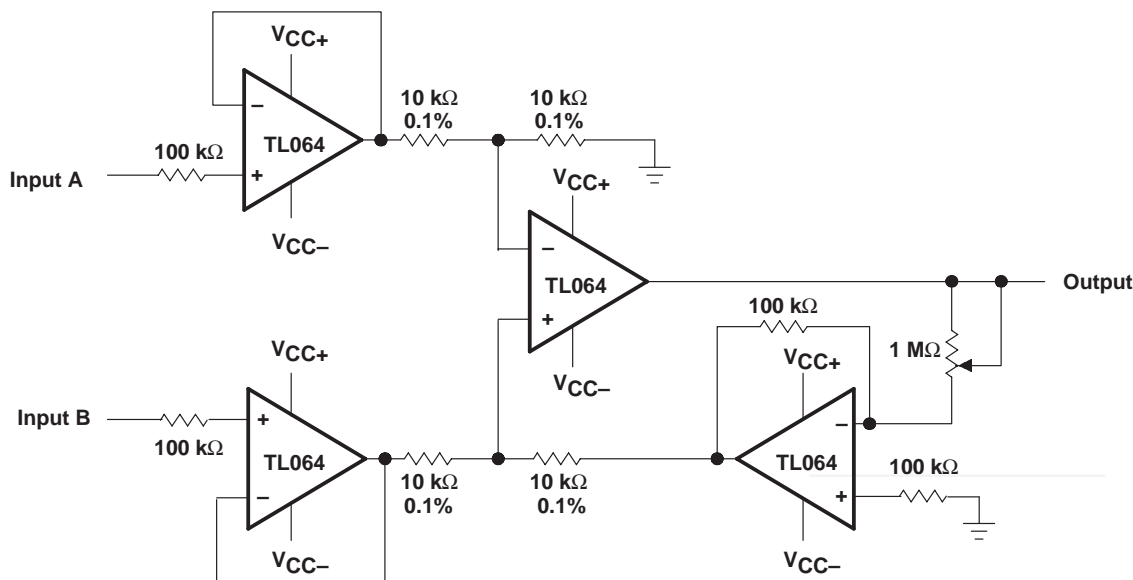 VCC+
10 kΩ
0.1%
10 kΩ
0.1%
−
TL064
100 kΩ
Input A
+
VCC+
VCC−
−
TL064
Output
100 kΩ
+
1 MΩ
VCC+
VCC+
VCC−
Input B
+
−
100 kΩ
TL064
TL064
100 kΩ
−
10 kΩ
0.1%
10 kΩ
0.1%
+
VCC−
VCC−